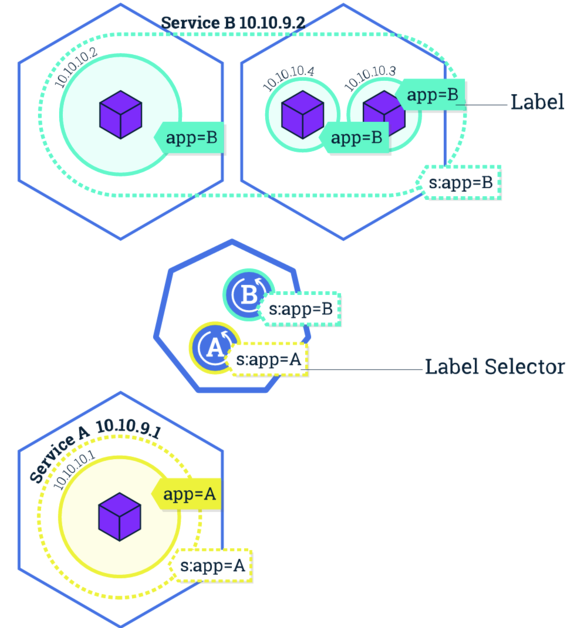 Service B 10.10.9.2
10.10.10.2
10.10.10.4
10.10.10.3
app=B
Label
app=B
app=B
s:app=B
B
s:app=B
A
s:app=A
Label Selector
Service A 10.10.9.1
10.10.10.1
app=A
s:app=A